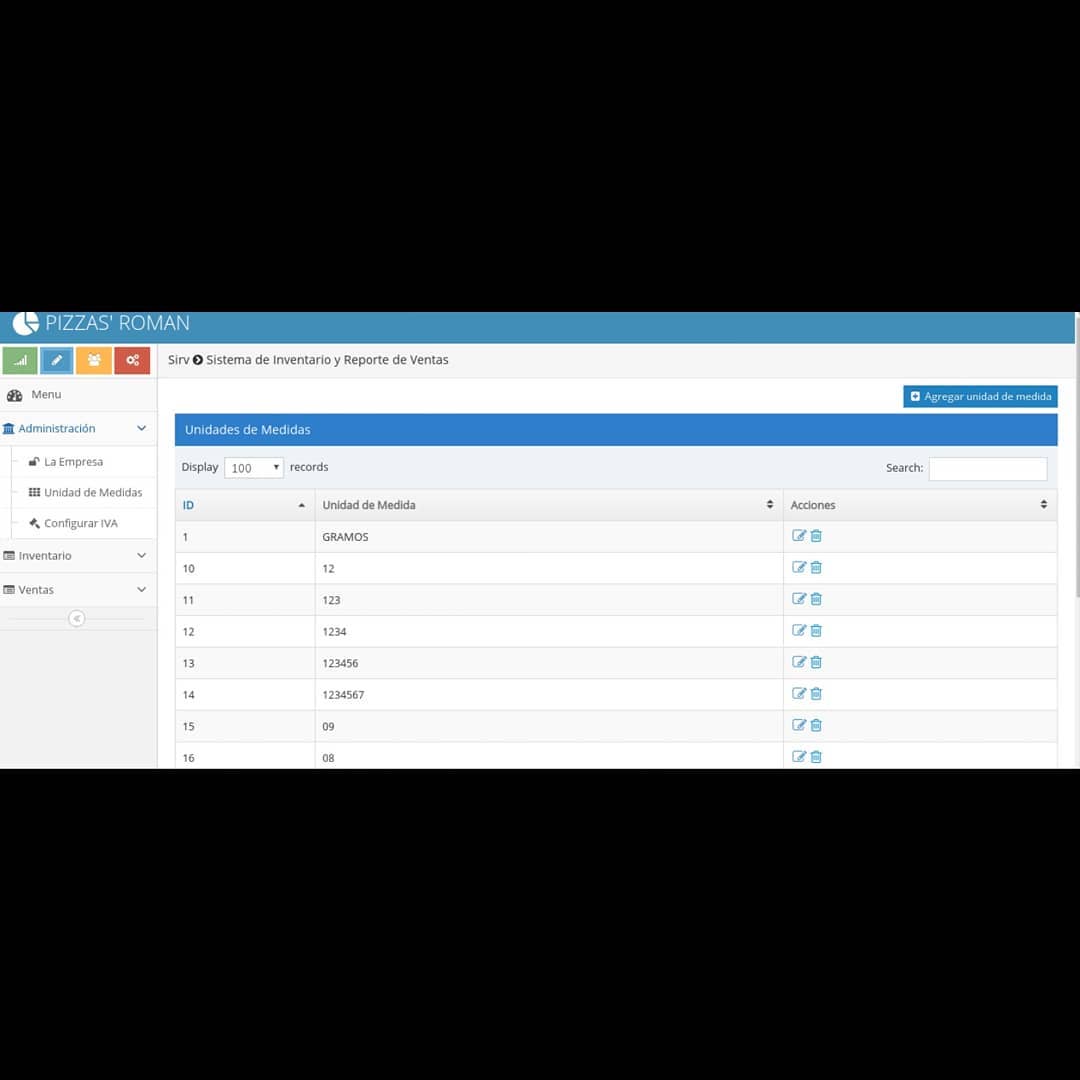 PIZZAS' ROMAN
Sirv Sistema de Inventario y Reporte de Ventas
Menu
Agregar unidad de medida
Administración
La Empresa
Unidad de Medidas
Configurar IVA
Inventario
Ventas
Unidades de Medidas
Display 100 records Search:
ID Unidad de Medida Acciones
1 GRAMOS
10 12
11 123
12 1234
13 123456
14 1234567
15 09
16 08